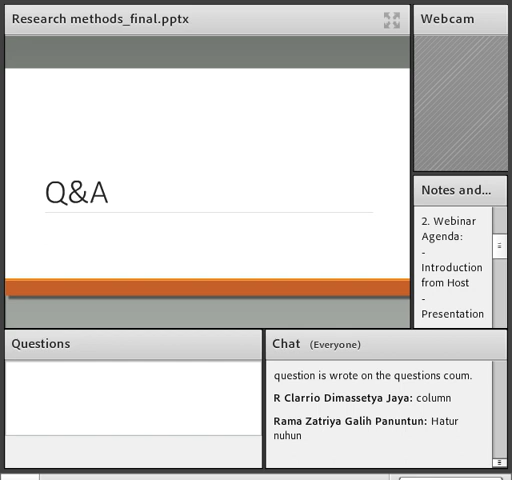 Research methods_final.pptx
Webcam
Q&A
Notes and...
2. Webinar
Agenda:
-
Introduction
from Host
-
Presentation
Questions
Chat (Everyone)
question is wrote on the questions coum.
R Clarrio Dimassetya Jaya: column
Rama Zatriya Galih Panuntun: Hatur
nuhun